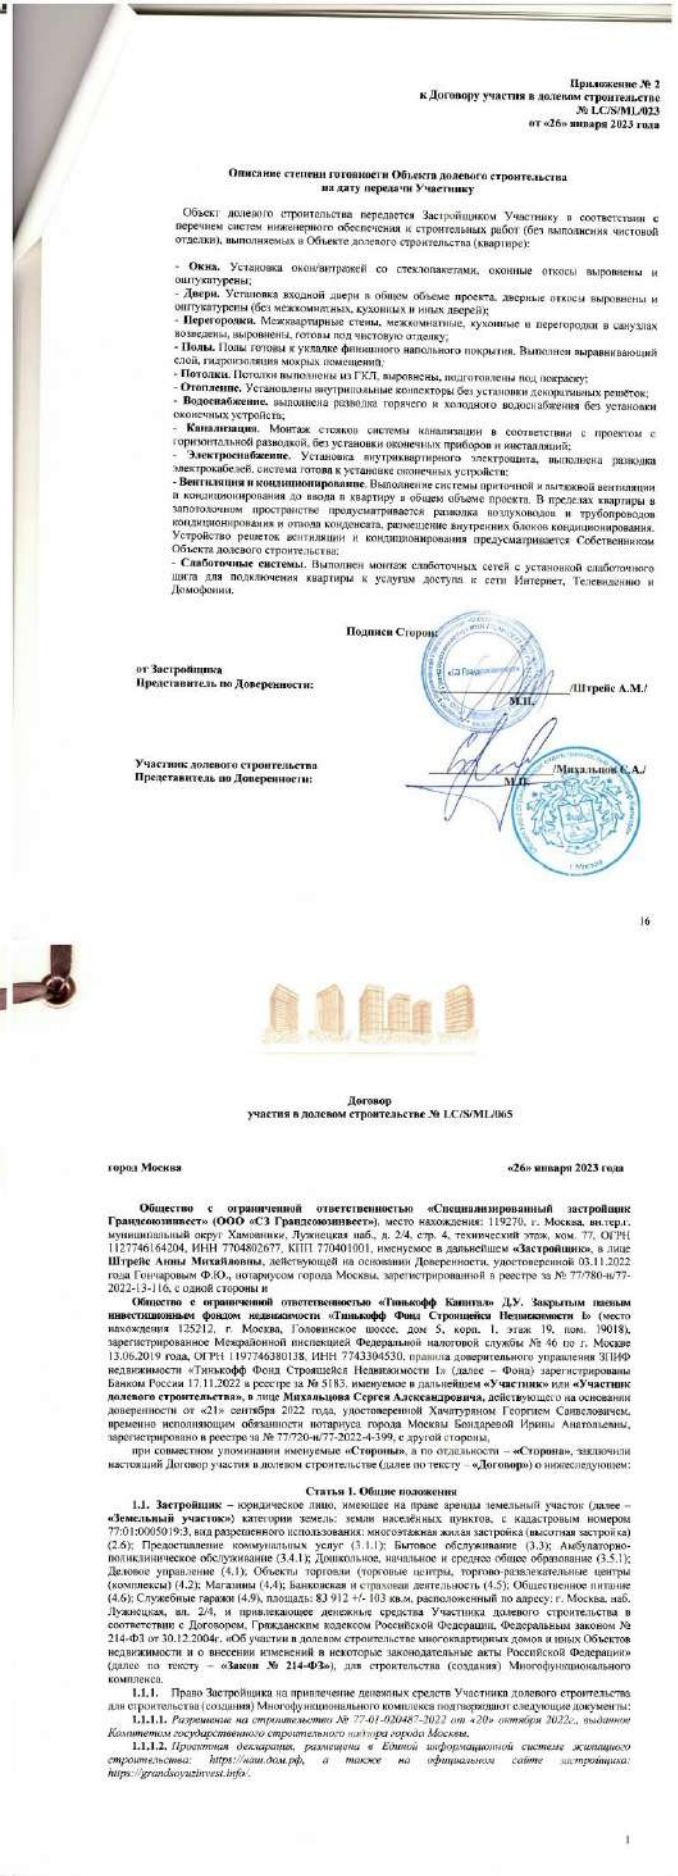 Приложение № 2
к Договору участия в долевом строительстве
№ LC/S/ML/023
от «26» января 2023 года
Описание степени готовности Объекта долевого строительства
на дату передачи Участнику
Объект долевого строительства передается Застройщиком Участнику в соответствии с
перечнем систем инженерного обеспечения и строительных работ (без выполнения чистовой
отделки), выполняемых в Объекте долевого строительства (квартире):
- Окна. Установка окон/витражей со стеклопакетами, оконные откосы выровнены и
оштукатурены;
- Двери. Установка входной двери в общем объеме проекта, дверные откосы выровнены и
оштукатурены (без межкомнатных, кухонных и иных дверей);
- Перегородки. Межквартирные стены, межкомнатные, кухонные и перегородки в санузлах
возведены, выровнены, готовы под чистовую отделку;
- Полы. Полы готовы к укладке финишного напольного покрытия. Выполнен выравнивающий
слой, гидроизоляция мокрых помещений;
- Потолки. Потолки выполнены из ГКЛ, выровнены, подготовлены под покраску;
- Отопление. Установлены внутрипольные конвекторы без установки декоративных решёток;
- Водоснабжение. выполнена разводка горячего и холодного водоснабжения без установки
оконечных устройств;
- Канализация. Монтаж стояков системы канализации в соответствии с проектом с
горизонтальной разводкой, без установки оконечных приборов и инсталляций;
- Электроснабжение. Установка внутриквартирного электрощита, выполнена разводка
электрокабелей, система готова к установке оконечных устройств;
- Вентиляция и кондиционирование. Выполнение системы приточной и вытяжной вентиляции
и кондиционирования до ввода в квартиру в общем объеме проекта. В пределах квартиры в
запотолочном пространстве предусматривается разводка воздуховодов и трубопроводов
кондиционирования и отвода конденсата, размещение внутренних блоков кондиционирования.
Устройство решеток вентиляции и кондиционирования предусматривается Собственником
Объекта долевого строительства;
- Слаботочные системы. Выполнен монтаж слаботочных сетей с установкой слаботочного
щита для подключения квартиры к услугам доступа к сети Интернет, Телевидению и
Домофонии.
Подписи Сторон:
от Застройщика
Представитель по Доверенности:
/Штрейс А.М./
М.П.
Участник долевого строительства
Представитель по Доверенности:
/Михальцов С.А./
М.П.
г. Москва
16
Договор
участия в долевом строительстве № LC/S/ML/065
город Москва «26» января 2023 года
Общество с ограниченной ответственностью «Специализированный застройщик
Грандсоюзинвест» (ООО «СЗ Грандсоюзинвест»), место нахождения: 119270, г. Москва, вн.тер.г.
муниципальный округ Хамовники, Лужнецкая наб., д. 2/4, стр. 4, технический этаж, ком. 77, ОГРН
1127746164204, ИНН 7704802677, КПП 770401001, именуемое в дальнейшем «Застройщик», в лице
Штрейс Анны Михайловны, действующей на основании Доверенности, удостоверенной 03.11.2022
года Гончаровым Ф.Ю., нотариусом города Москвы, зарегистрированной в реестре за № 77/780-н/77-
2022-13-116, с одной стороны и
Общество с ограниченной ответственностью «Тинькофф Капитал» Д.У. Закрытым паевым
инвестиционным фондом недвижимости «Тинькофф Фонд Строящейся Недвижимости I» (место
нахождения 125212, г. Москва, Головинское шоссе, дом 5, корп. 1, этаж 19, пом. 19018),
зарегистрированное Межрайонной инспекцией Федеральной налоговой службы № 46 по г. Москве
13.06.2019 года, ОГРН 1197746380138, ИНН 7743304530, правила доверительного управления ЗПИФ
недвижимости «Тинькофф Фонд Строящейся Недвижимости I» (далее – Фонд) зарегистрированы
Банком России 17.11.2022 в реестре за № 5183, именуемое в дальнейшем «Участник» или «Участник
долевого строительства», в лице Михальцова Сергея Александровича, действующего на основании
доверенности от «21» сентября 2022 года, удостоверенной Хачатуряном Георгием Санвеловичем,
временно исполняющим обязанности нотариуса города Москвы Бондаревой Ирины Анатольевны,
зарегистрировано в реестре за № 77/720-н/77-2022-4-399, с другой стороны,
при совместном упоминании именуемые «Стороны», а по отдельности – «Сторона», заключили
настоящий Договор участия в долевом строительстве (далее по тексту – «Договор») о нижеследующем:
Статья 1. Общие положения
1.1. Застройщик – юридическое лицо, имеющее на праве аренды земельный участок (далее –
«Земельный участок») категории земель: земли населённых пунктов, с кадастровым номером
77:01:0005019:3, вид разрешенного использования: многоэтажная жилая застройка (высотная застройка)
(2.6); Предоставление коммунальных услуг (3.1.1); Бытовое обслуживание (3.3); Амбулаторно-
поликлиническое обслуживание (3.4.1); Дошкольное, начальное и среднее общее образование (3.5.1);
Деловое управление (4.1); Объекты торговли (торговые центры, торгово-развлекательные центры
(комплексы) (4.2); Магазины (4.4); Банковская и страховая деятельность (4.5); Общественное питание
(4.6); Служебные гаражи (4.9), площадь: 83 912 +/- 103 кв.м, расположенный по адресу: г. Москва, наб.
Лужнецкая, вл. 2/4, и привлекающее денежные средства Участника долевого строительства в
соответствии с Договором, Гражданским кодексом Российской Федерации, Федеральным законом №
214-ФЗ от 30.12.2004г. «Об участии в долевом строительстве многоквартирных домов и иных Объектов
недвижимости и о внесении изменений в некоторые законодательные акты Российской Федерации»
(далее по тексту – «Закон № 214-ФЗ»), для строительства (создания) Многофункционального
комплекса.
1.1.1. Право Застройщика на привлечение денежных средств Участника долевого строительства
для строительства (создания) Многофункционального комплекса подтверждают следующие документы:
1.1.1.1. Разрешение на строительство № 77-01-020487-2022 от «20» октября 2022г., выданное
Комитетом государственного строительного надзора города Москвы.
1.1.1.2. Проектная декларация, размещена в Единой информационной системе жилищного
строительства: https://наш.дом.рф, а также на официальном сайте застройщика:
https://grandsoyuzinvest.info/.
1